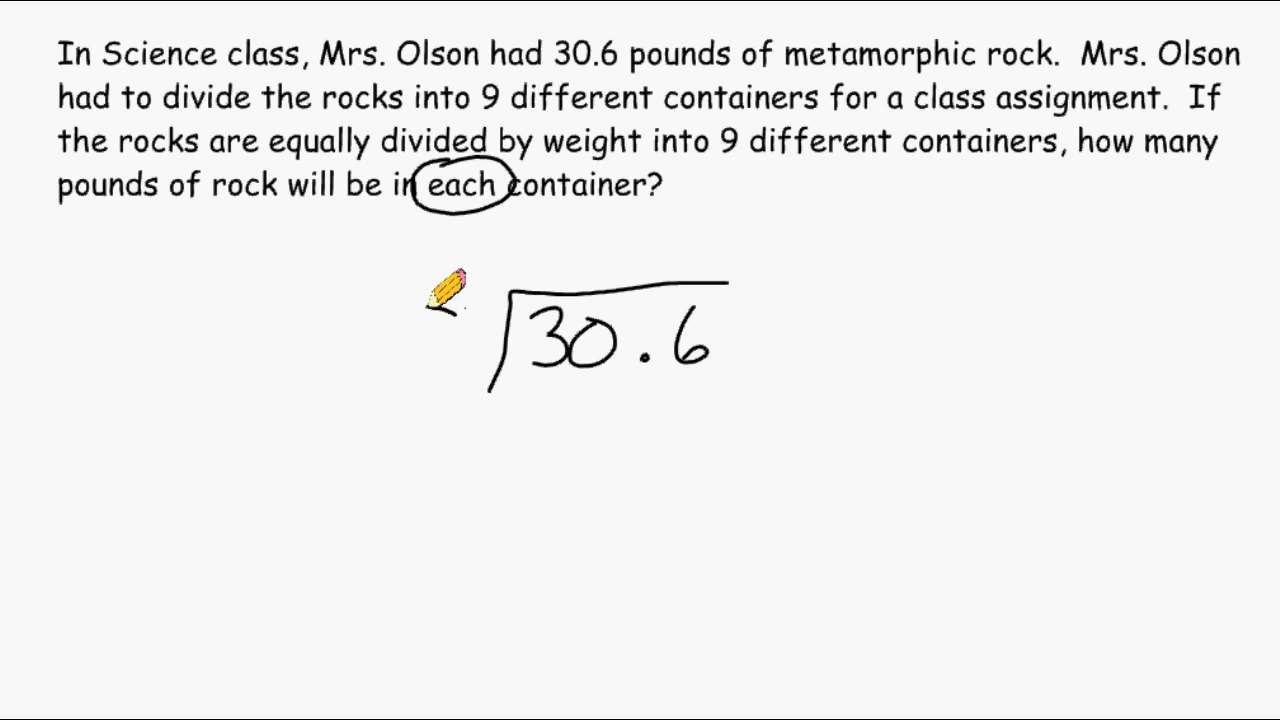 In Science class, Mrs. Olson had 30.6 pounds of metamorphic rock. Mrs. Olson
had to divide the rocks into 9 different containers for a class assignment. If
the rocks are equally divided by weight into 9 different containers, how many
pounds of rock will be in each container?
30.6